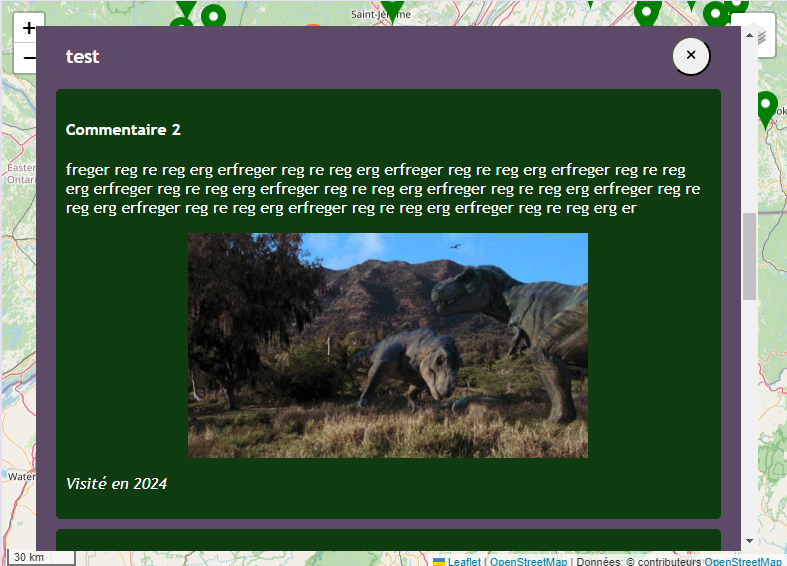 Saint-Jérôme
+
−
test
×
Commentaire 2
freger reg re reg erg erfreger reg re reg erg erfreger reg re reg erg erfreger reg re reg
erg erfreger reg re reg erg erfreger reg re reg erg erfreger reg re reg erg erfreger reg re
reg erg erfreger reg re reg erg erfreger reg re reg erg erfreger reg re reg erg er
Visité en 2024
30 km
Leaflet | OpenStreetMap | Données: © contributeurs OpenStreetMap